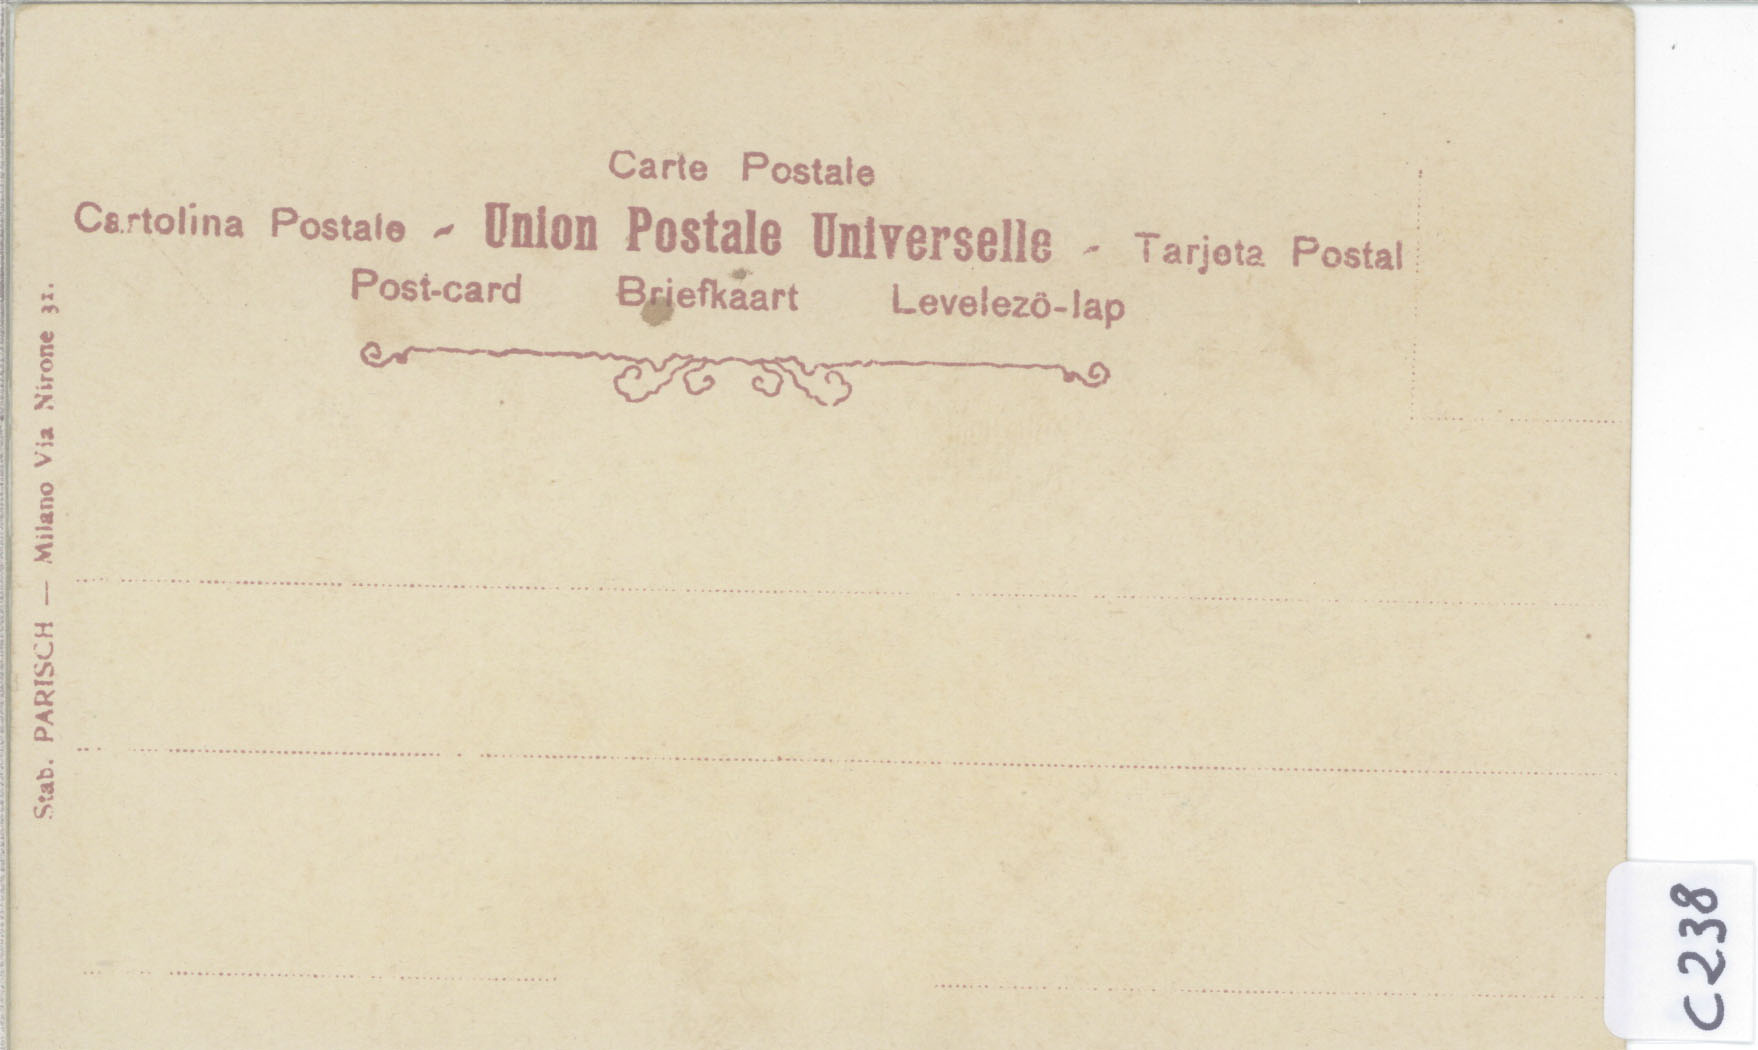 Carte Postale
Cartolina Postale - Union Postale Universelle - Tarjeta Postal
Post-card Briefkaart Levelezö-lap
Stab. PARISCH — Milano Via Nirone 31.
C238